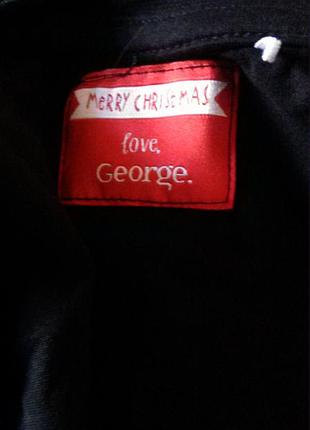 MERRY CHRISTMAS
love,
George.